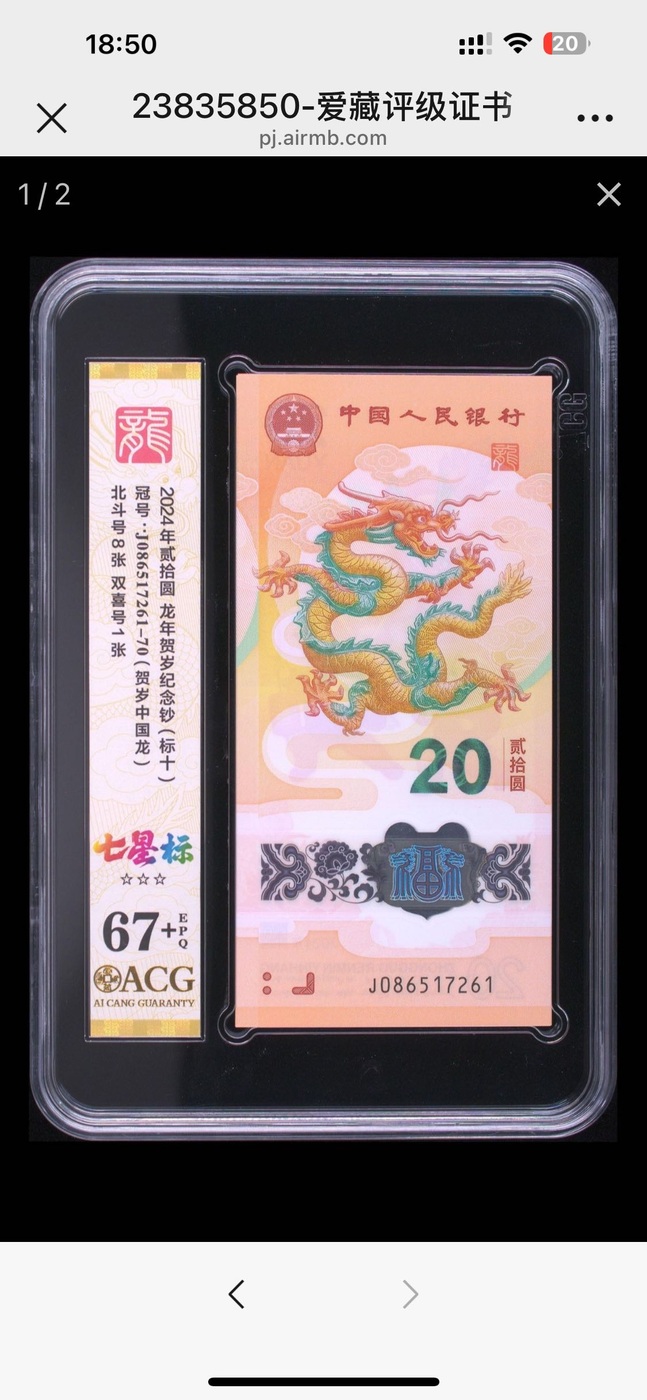 18:50
20
23835850-爱藏评级证书
pj.airmb.com
1/2
龍
2024年贰拾圆 龙年贺岁纪念钞(标十)
冠号:J086517261-70(贺岁中国龙)
北斗号8张 双喜号1张
七星标
☆☆☆
67+EPQ
ACG
AI CANG GUARANTY
中国人民银行
龍
20
贰拾圆
福
J086517261